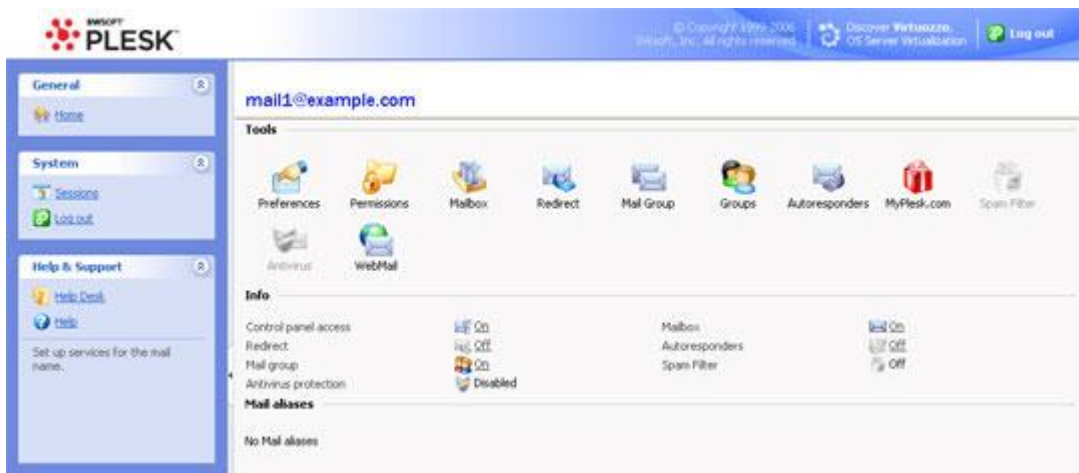 SWSOFT
PLESK
© Copyright 1999-2006
SWsoft, Inc. All rights reserved
Discover Virtuozzo,
OS Server Virtualization
Log out
General
Home
System
Sessions
Log out
Help & Support
Help Desk
Help
Set up services for the mail
name.
mail1@example.com
Tools
Preferences Permissions Mailbox Redirect Mail Group Groups Autoresponders MyPlesk.com Spam Filter
Antivirus WebMail
Info
Control panel access On Mailbox On
Redirect Off Autoresponders Off
Mail group On Spam Filter Off
Antivirus protection Disabled
Mail aliases
No Mail aliases